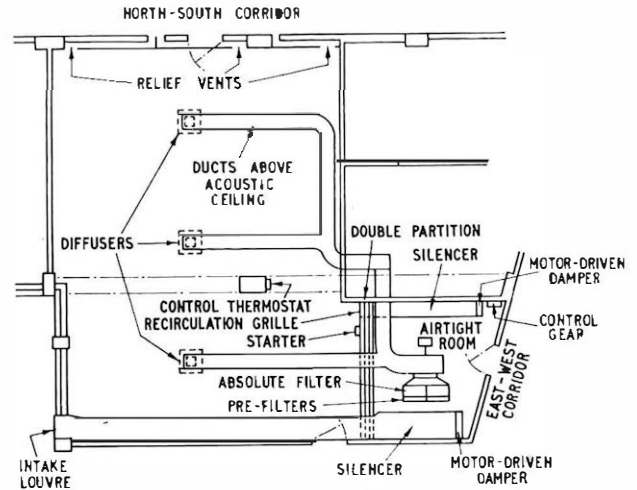 NORTH-SOUTH CORRIDOR
RELIEF VENTS
DUCTS ABOVE
ACOUSTIC
CEILING
DIFFUSERS
DOUBLE PARTITION
SILENCER
MOTOR-DRIVEN
DAMPER
CONTROL THERMOSTAT
RECIRCULATION GRILLE
STARTER
AIRTIGHT
ROOM
CONTROL
GEAR
ABSOLUTE FILTER
PRE-FILTERS
EAST-WEST
CORRIDOR
INTAKE
LOUVRE
SILENCER
MOTOR-DRIVEN
DAMPER